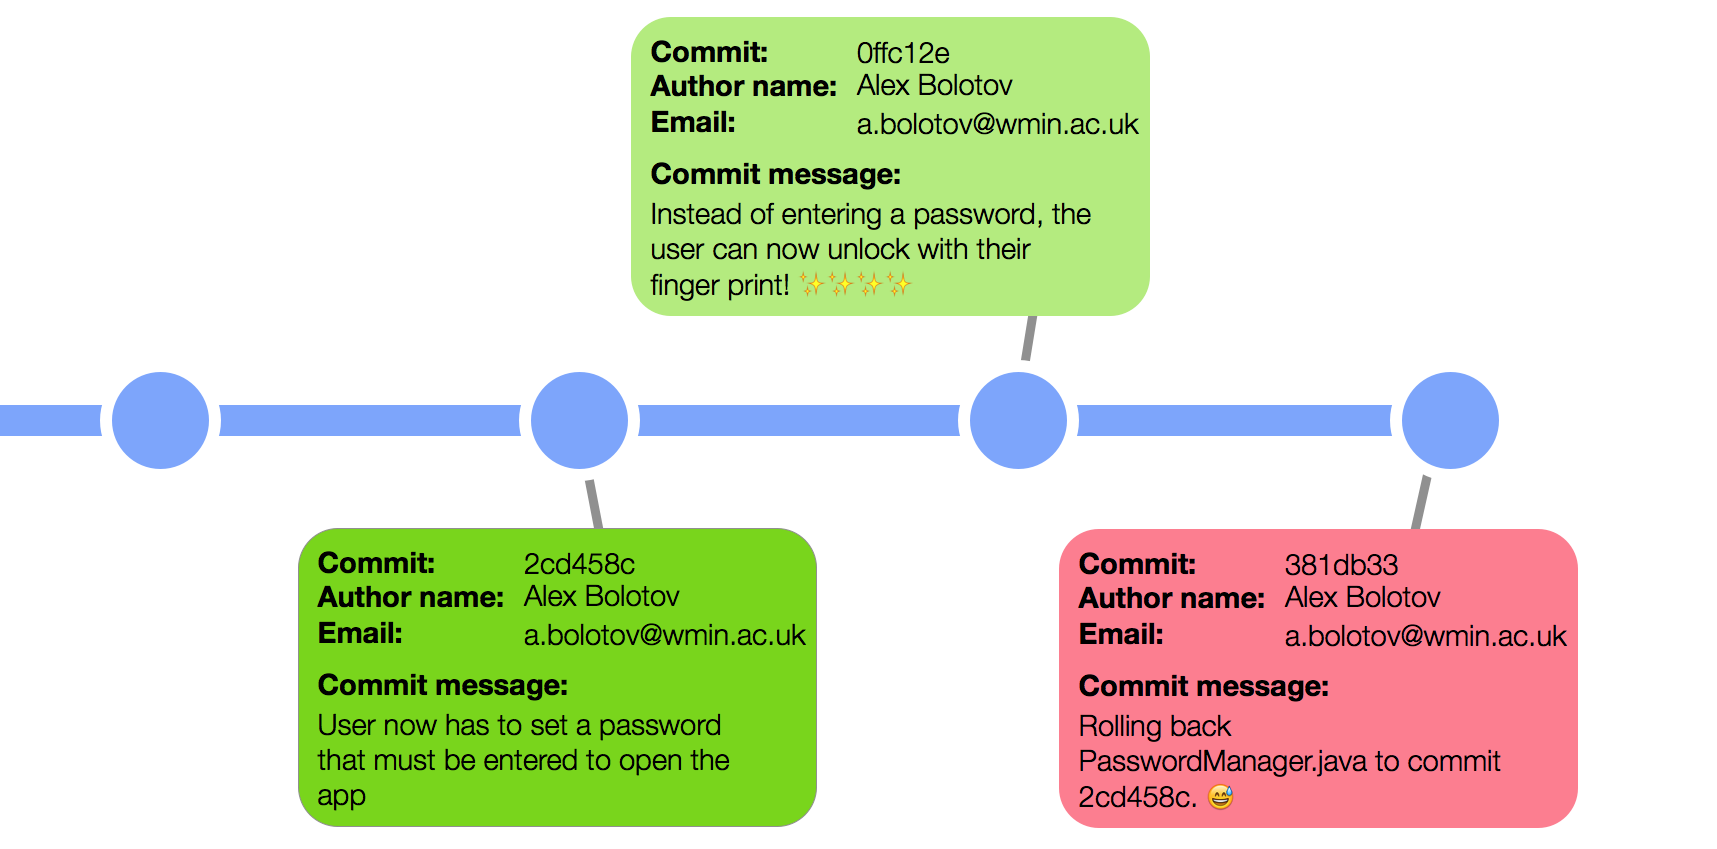 Commit: 0ffc12e
Author name: Alex Bolotov
Email: a.bolotov@wmin.ac.uk
Commit message:
Instead of entering a password, the
user can now unlock with their
finger print! ✨✨✨✨
Commit: 2cd458c
Author name: Alex Bolotov
Email: a.bolotov@wmin.ac.uk
Commit message:
User now has to set a password
that must be entered to open the
app
Commit: 381db33
Author name: Alex Bolotov
Email: a.bolotov@wmin.ac.uk
Commit message:
Rolling back
PasswordManager.java to commit
2cd458c. 😅